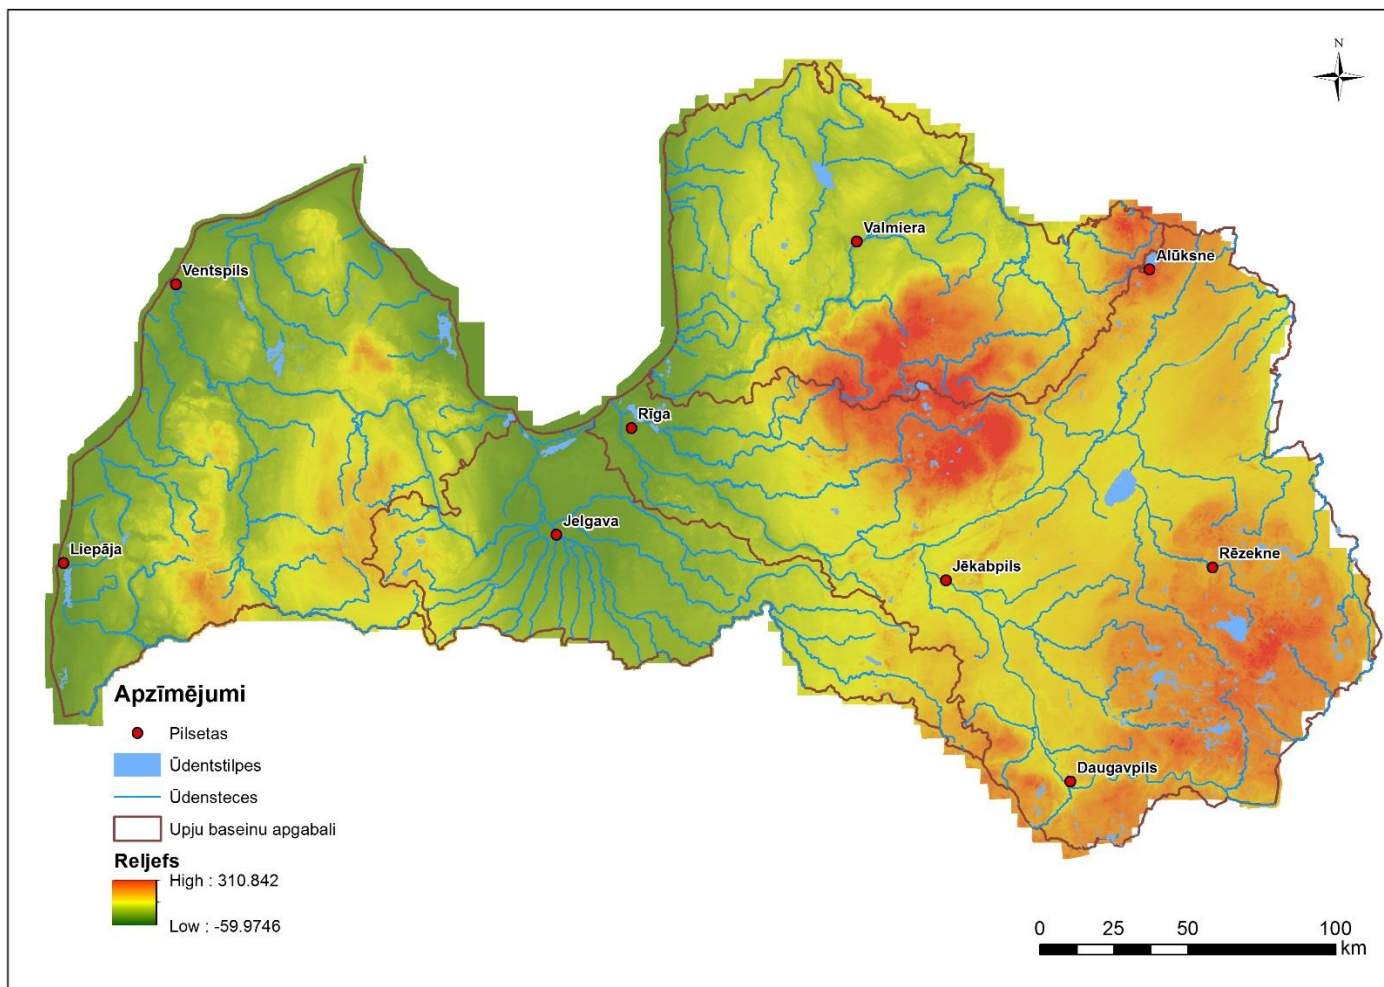 N
Valmiera
Alūksne
Ventspils
Rīga
Jelgava
Liepāja
Rēzekne
Jēkabpils
Daugavpils
Apzīmējumi
Pilsetas
Ūdentstilpes
Ūdensteces
Upju baseinu apgabali
Reljefs
High : 310.842
Low : -59.9746
0 25 50 100
km